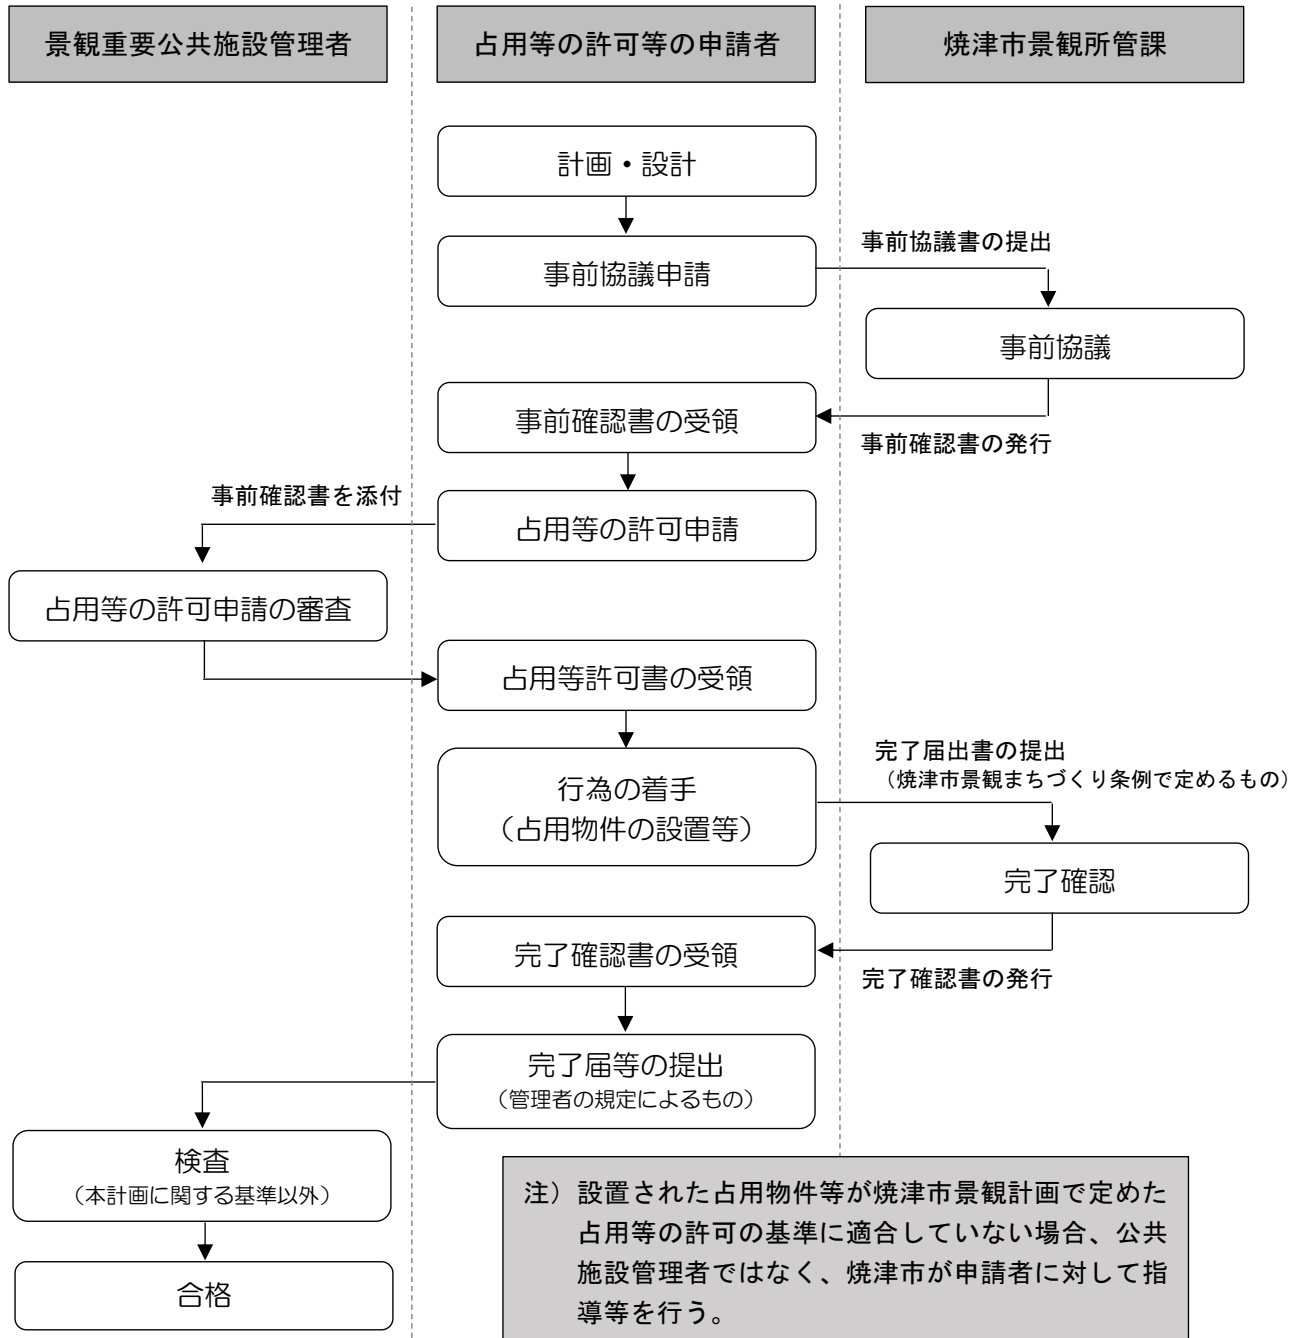 景観重要公共施設管理者
占用等の許可等の申請者
焼津市景観所管課
計画・設計
事前協議書の提出
事前協議申請
事前協議
事前確認書の受領
事前確認書の発行
事前確認書を添付
占用等の許可申請
占用等の許可申請の審査
占用等許可書の受領
完了届出書の提出
（焼津市景観まちづくり条例で定めるもの）
行為の着手
（占用物件の設置等）
完了確認
完了確認書の受領
完了確認書の発行
完了届等の提出
（管理者の規定によるもの）
検査
（本計画に関する基準以外）
合格
注）設置された占用物件等が焼津市景観計画で定めた
占用等の許可の基準に適合していない場合、公共
施設管理者ではなく、焼津市が申請者に対して指
導等を行う。